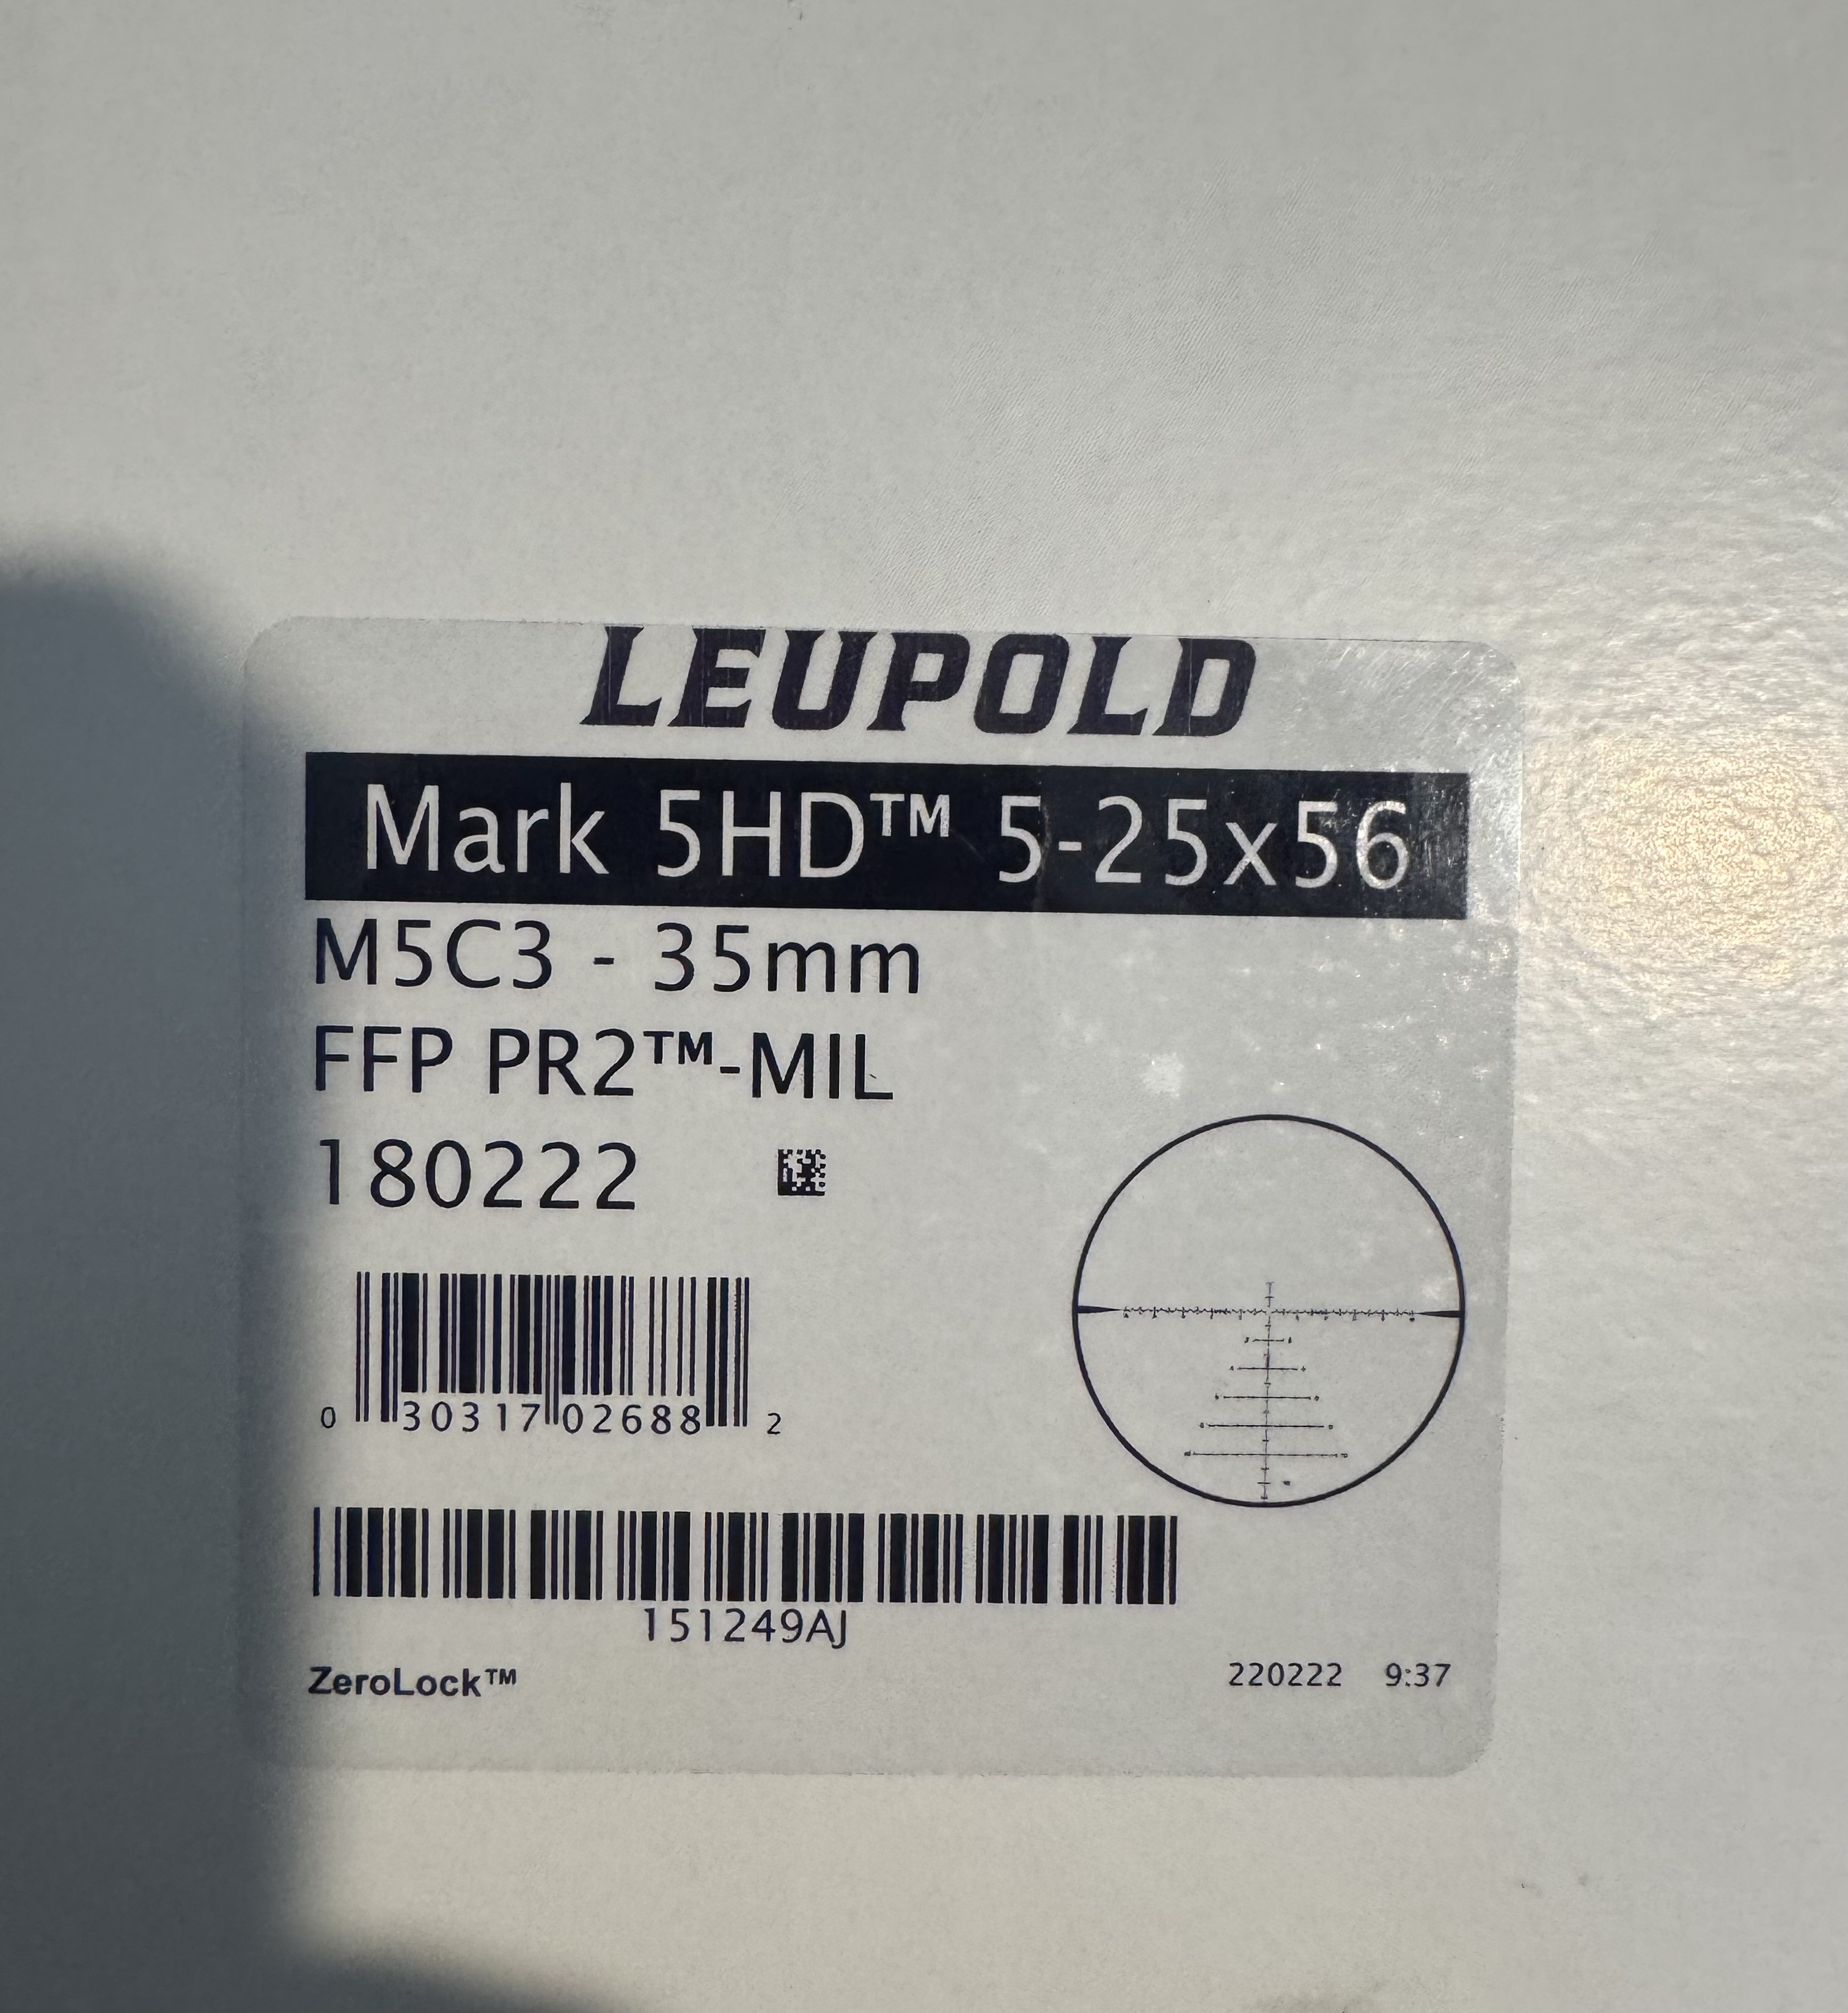 LEUPOLD
Mark 5HD™ 5-25x56
M5C3 - 35mm
FFP PR2™-MIL
180222
0 30317 02688 2
151249AJ
ZeroLock™ 220222 9:37